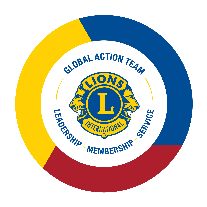 GLOBAL ACTION TEAM
LIONS
L
INTERNATIONAL
LEADERSHIP MEMBERSHIP SERVICE